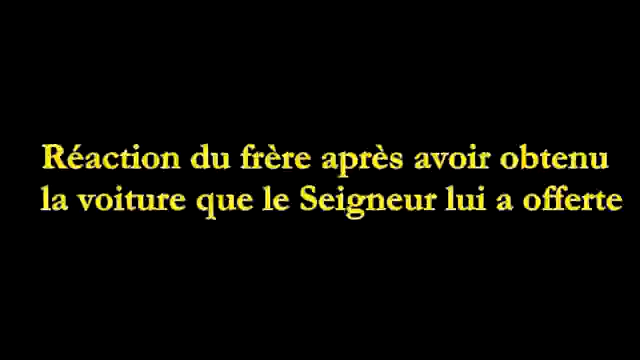 Réaction du frère après avoir obtenu
la voiture que le Seigneur lui a offerte